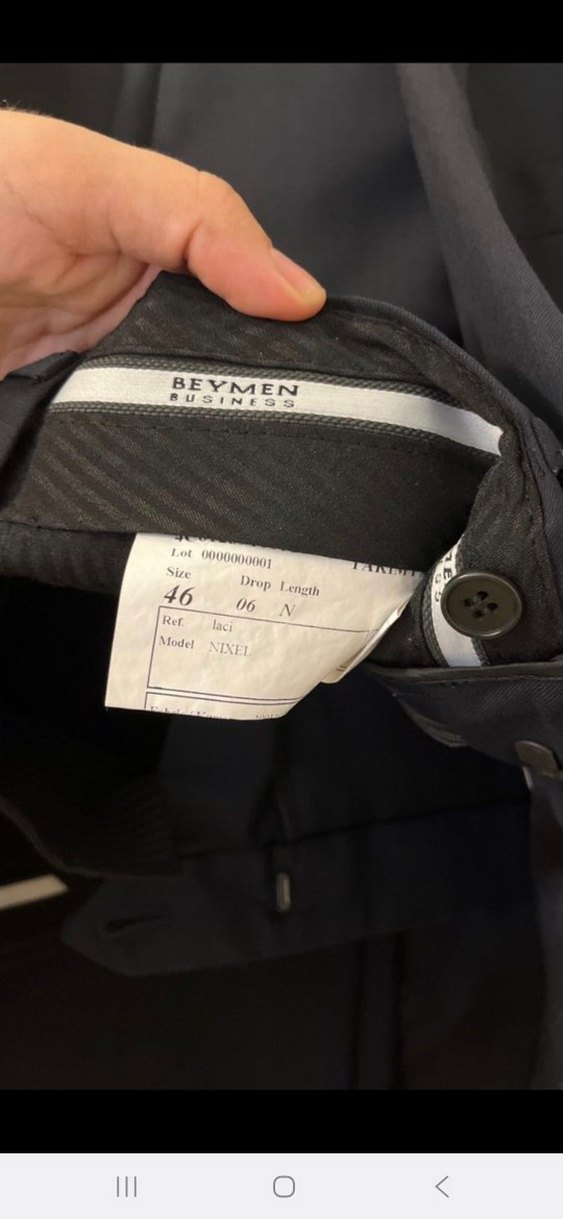 BEYMEN
BUSINESS
Lot 0000000001
Size
Drop Length
46
06 N
Ref. laci
Model NIXEL